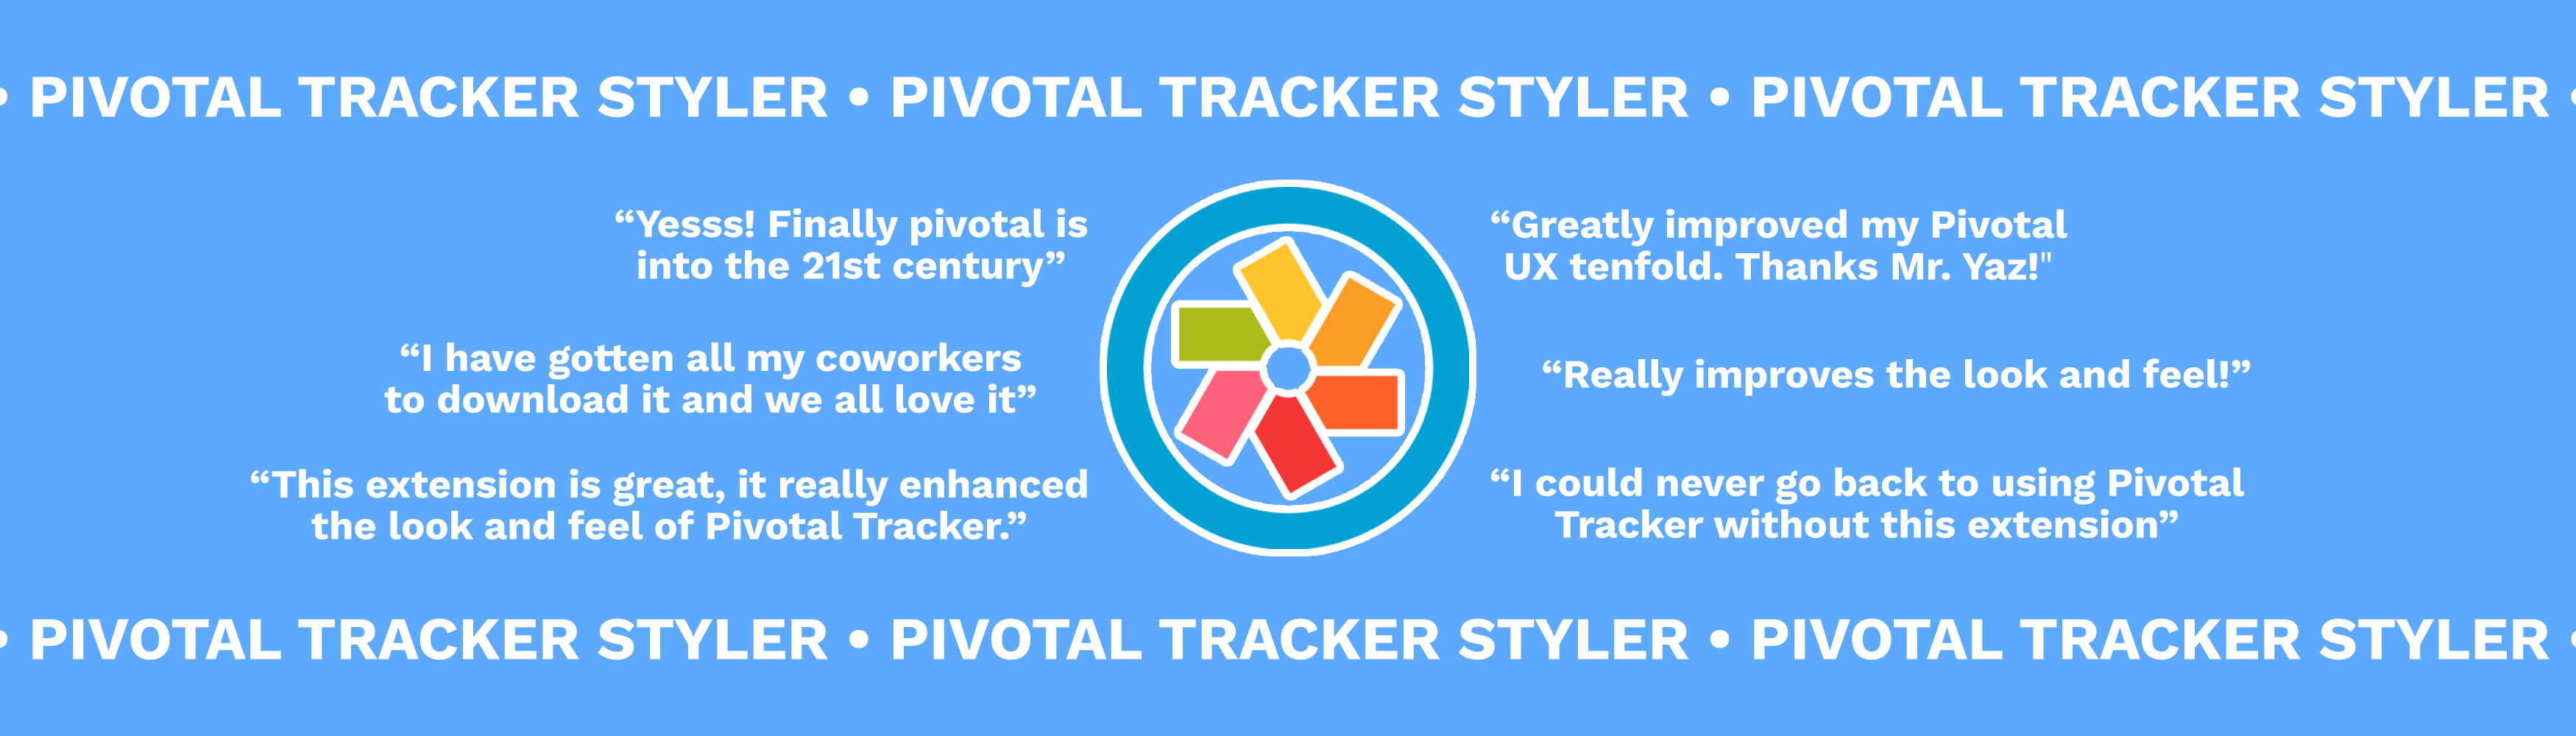 • PIVOTAL TRACKER STYLER • PIVOTAL TRACKER STYLER • PIVOTAL TRACKER STYLER •
“Yesss! Finally pivotal is
into the 21st century”
“I have gotten all my coworkers
to download it and we all love it”
“This extension is great, it really enhanced
the look and feel of Pivotal Tracker.”
“Greatly improved my Pivotal
UX tenfold. Thanks Mr. Yaz!"
“Really improves the look and feel!”
“I could never go back to using Pivotal
Tracker without this extension”
• PIVOTAL TRACKER STYLER • PIVOTAL TRACKER STYLER • PIVOTAL TRACKER STYLER •